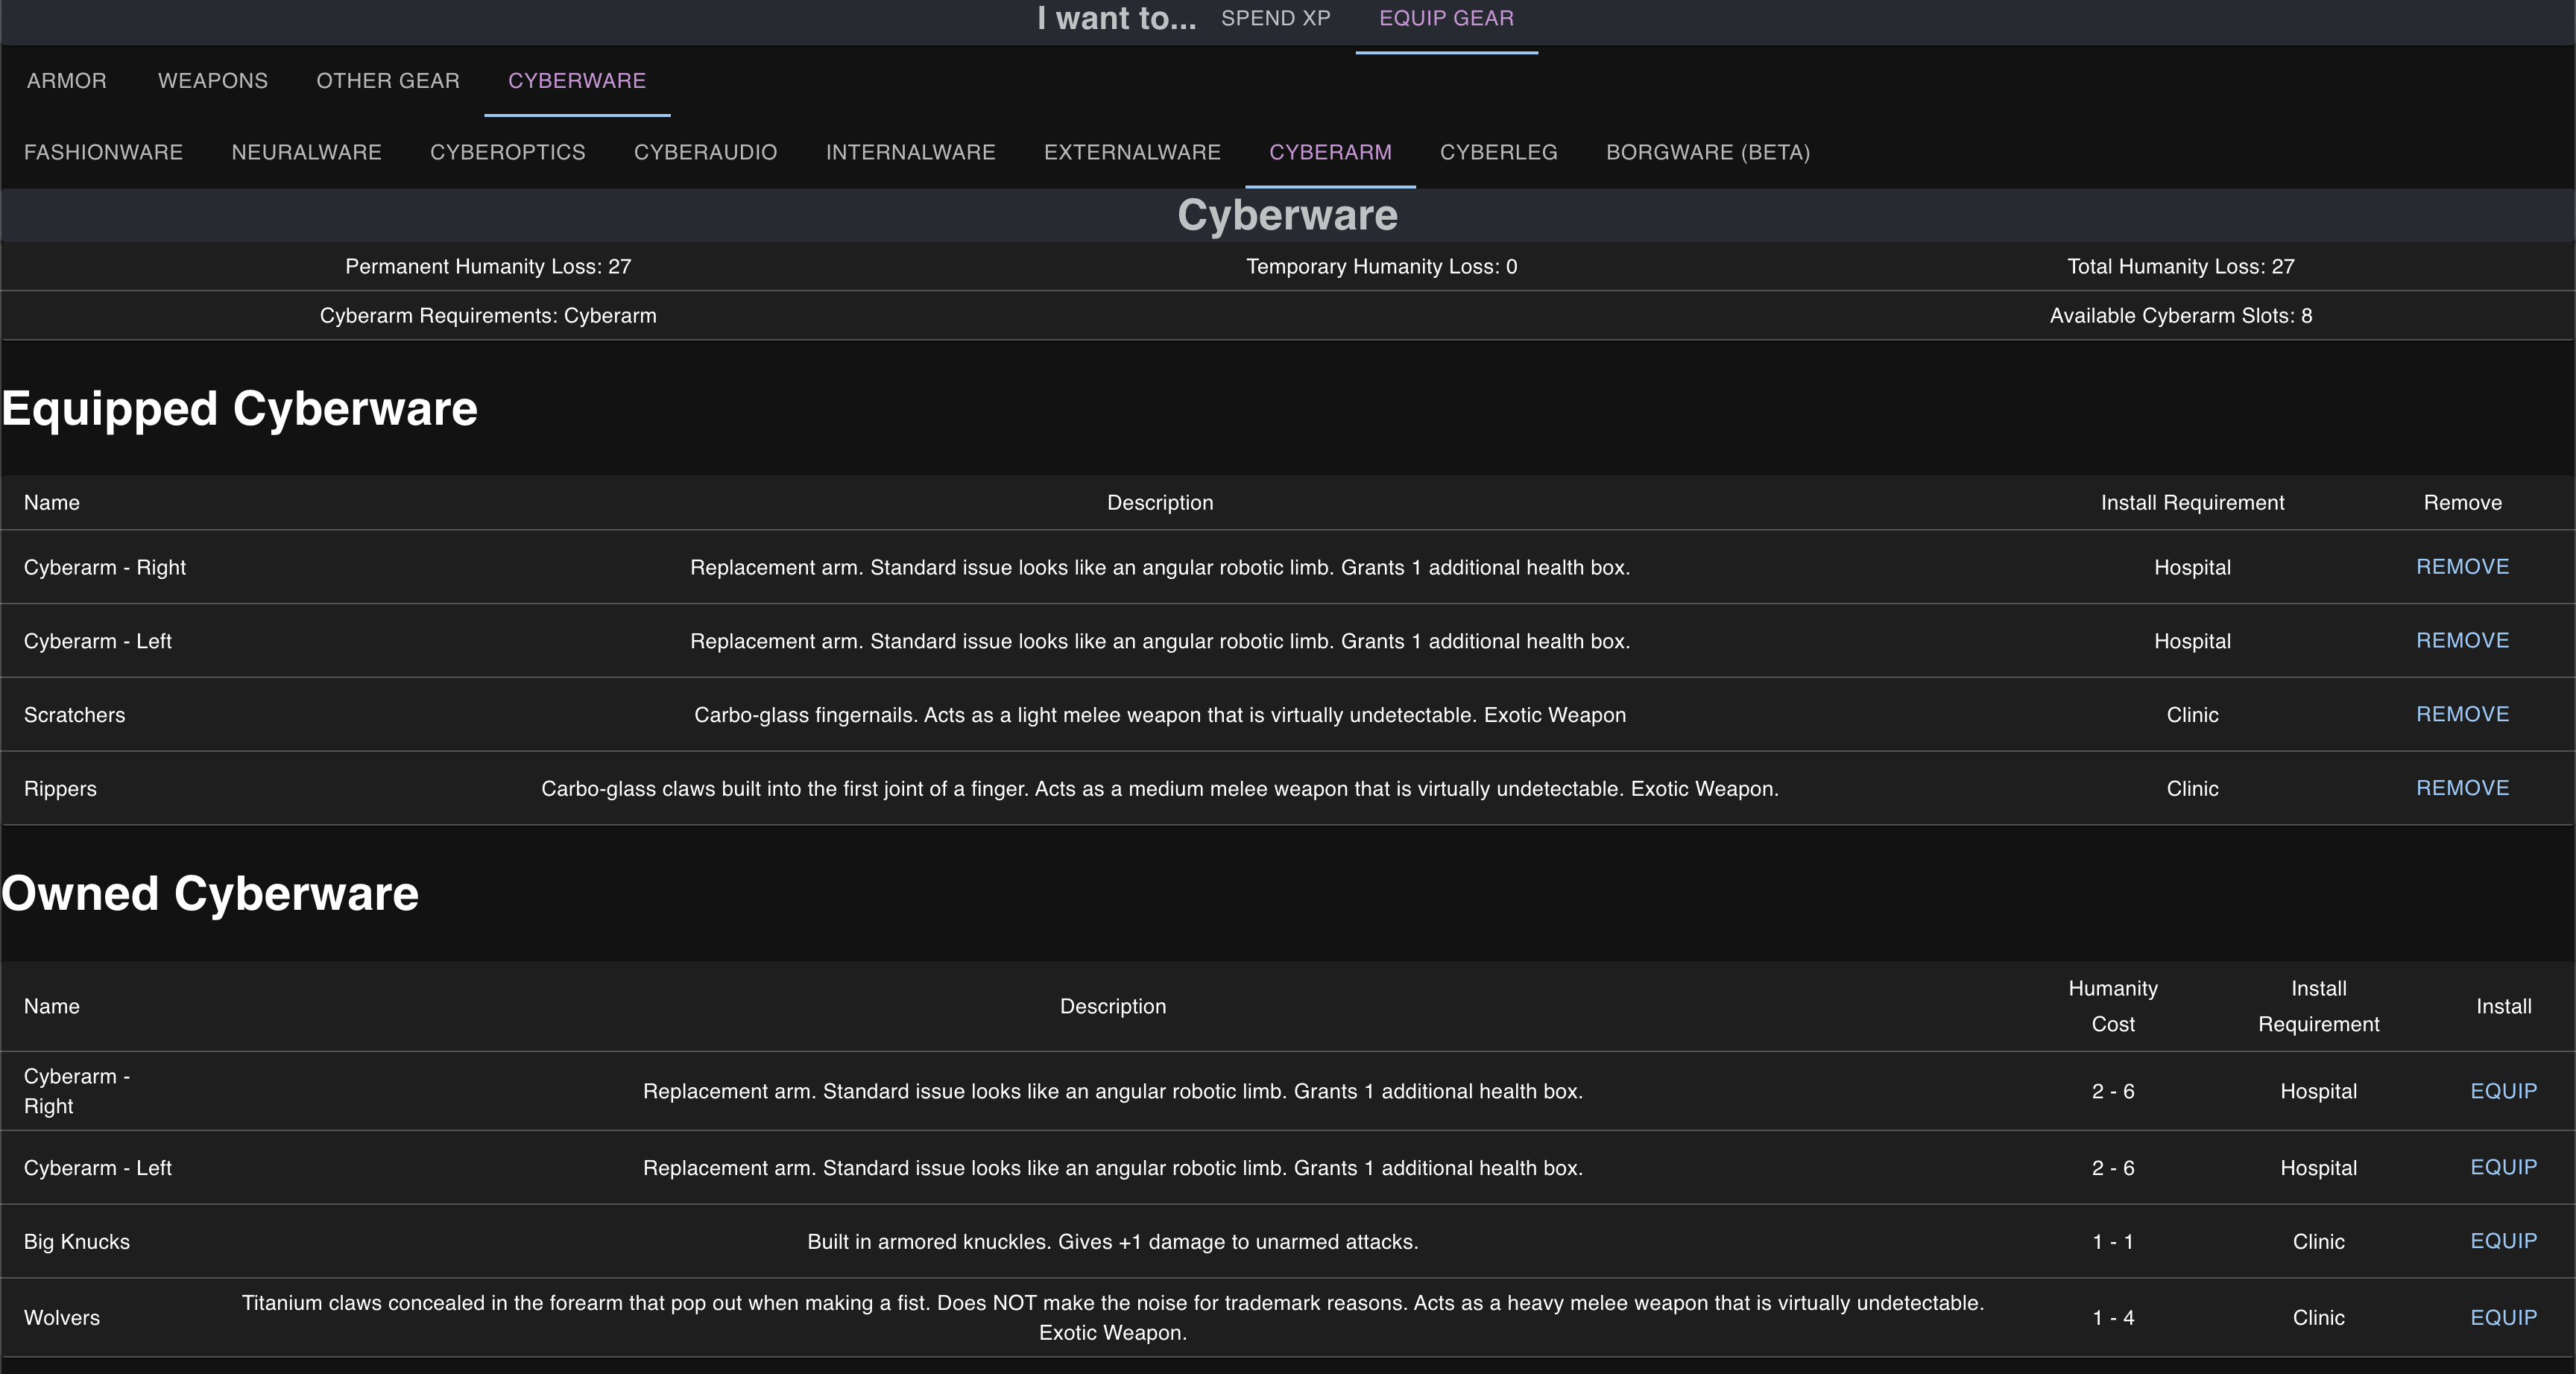 I want to... SPEND XP EQUIP GEAR
ARMOR WEAPONS OTHER GEAR CYBERWARE
FASHIONWARE NEURALWARE CYBEROPTICS CYBERAUDIO INTERNALWARE EXTERNALWARE CYBERARM CYBERLEG BORGWARE (BETA)
Cyberware
Permanent Humanity Loss: 27 Temporary Humanity Loss: 0 Total Humanity Loss: 27
Cyberarm Requirements: Cyberarm Available Cyberarm Slots: 8
Equipped Cyberware
Name Description Install Requirement Remove
Cyberarm - Right Replacement arm. Standard issue looks like an angular robotic limb. Grants 1 additional health box. Hospital REMOVE
Cyberarm - Left Replacement arm. Standard issue looks like an angular robotic limb. Grants 1 additional health box. Hospital REMOVE
Scratchers Carbo-glass fingernails. Acts as a light melee weapon that is virtually undetectable. Exotic Weapon Clinic REMOVE
Rippers Carbo-glass claws built into the first joint of a finger. Acts as a medium melee weapon that is virtually undetectable. Exotic Weapon. Clinic REMOVE
Owned Cyberware
Name Description Humanity Cost Install Requirement Install
Cyberarm - Right Replacement arm. Standard issue looks like an angular robotic limb. Grants 1 additional health box. 2 - 6 Hospital EQUIP
Cyberarm - Left Replacement arm. Standard issue looks like an angular robotic limb. Grants 1 additional health box. 2 - 6 Hospital EQUIP
Big Knucks Built in armored knuckles. Gives +1 damage to unarmed attacks. 1 - 1 Clinic EQUIP
Wolvers Titanium claws concealed in the forearm that pop out when making a fist. Does NOT make the noise for trademark reasons. Acts as a heavy melee weapon that is virtually undetectable. Exotic Weapon. 1 - 4 Clinic EQUIP